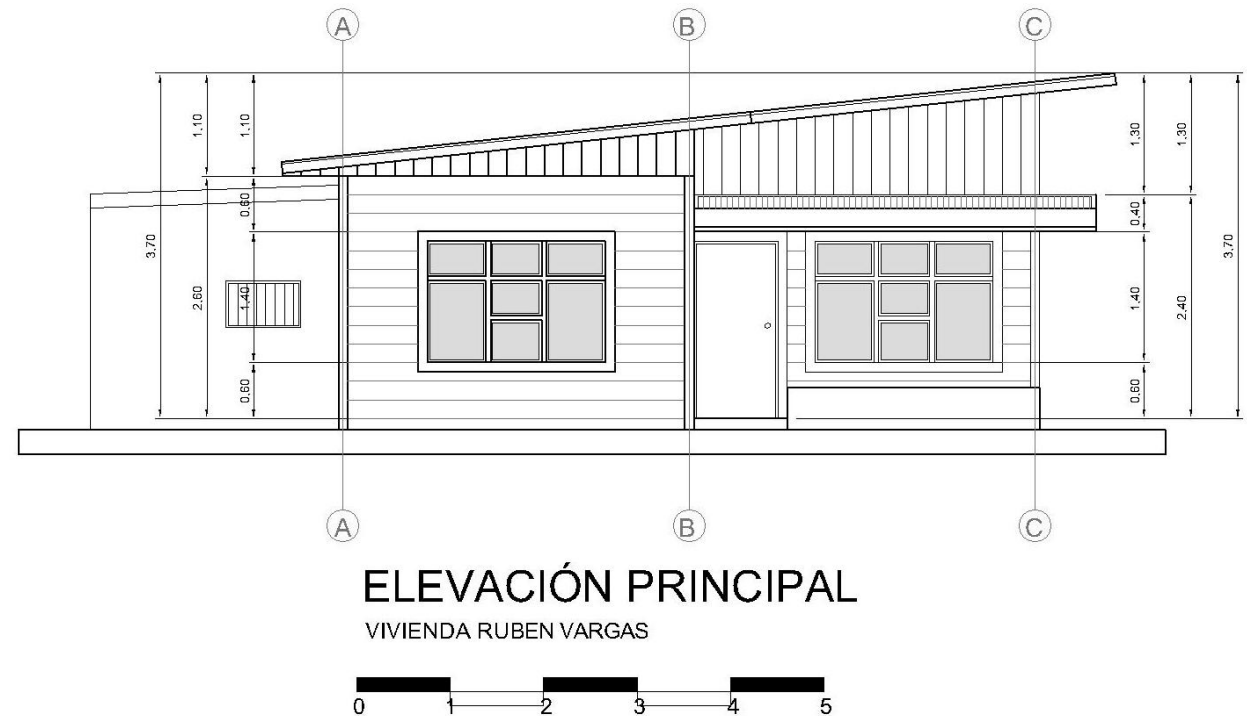 A B C
1,10 1,10 1,30 1,30
0,60 0,40
3,70 2,60 1,40 1,40 2,40 3,70
0,60 0,60
A B C
ELEVACIÓN PRINCIPAL
VIVIENDA RUBEN VARGAS
0 1 2 3 4 5